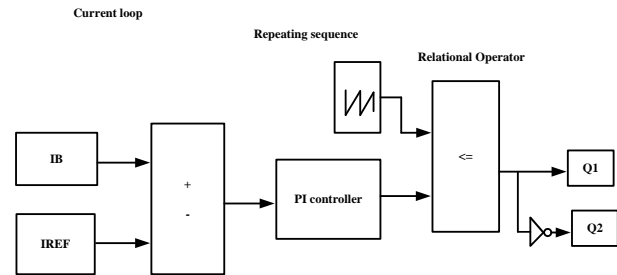 Current loop
Repeating sequence
Relational Operator
IB
+
-
IREF
PI controller
<=
Q1
Q2